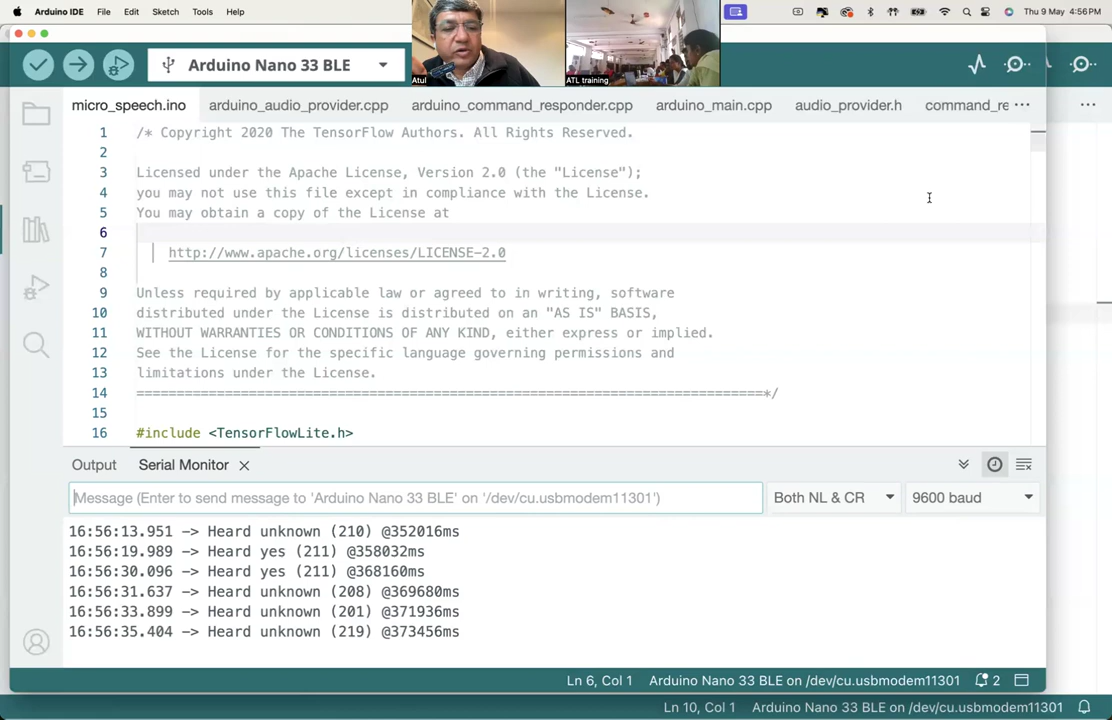 Arduino IDE File Edit Sketch Tools Help
Thu 9 May 4:56 PM
Atul
ATL training
Arduino Nano 33 BLE
micro_speech.ino arduino_audio_provider.cpp arduino_command_responder.cpp arduino_main.cpp audio_provider.h command_re
1 /* Copyright 2020 The TensorFlow Authors. All Rights Reserved.
2
3 Licensed under the Apache License, Version 2.0 (the "License");
4 you may not use this file except in compliance with the License.
5 You may obtain a copy of the License at
6
7 http://www.apache.org/licenses/LICENSE-2.0
8
9 Unless required by applicable law or agreed to in writing, software
10 distributed under the License is distributed on an "AS IS" BASIS,
11 WITHOUT WARRANTIES OR CONDITIONS OF ANY KIND, either express or implied.
12 See the License for the specific language governing permissions and
13 limitations under the License.
14 ==============================================================================*/
15
16 #include <TensorFlowLite.h>
Output Serial Monitor
Message (Enter to send message to 'Arduino Nano 33 BLE' on '/dev/cu.usbmodem11301') Both NL & CR 9600 baud
16:56:13.951 -> Heard unknown (210) @352016ms
16:56:19.989 -> Heard yes (211) @358032ms
16:56:30.096 -> Heard yes (211) @368160ms
16:56:31.637 -> Heard unknown (208) @369680ms
16:56:33.899 -> Heard unknown (201) @371936ms
16:56:35.404 -> Heard unknown (219) @373456ms
Ln 6, Col 1 Arduino Nano 33 BLE on /dev/cu.usbmodem11301 2
Ln 10, Col 1 Arduino Nano 33 BLE on /dev/cu.usbmodem11301